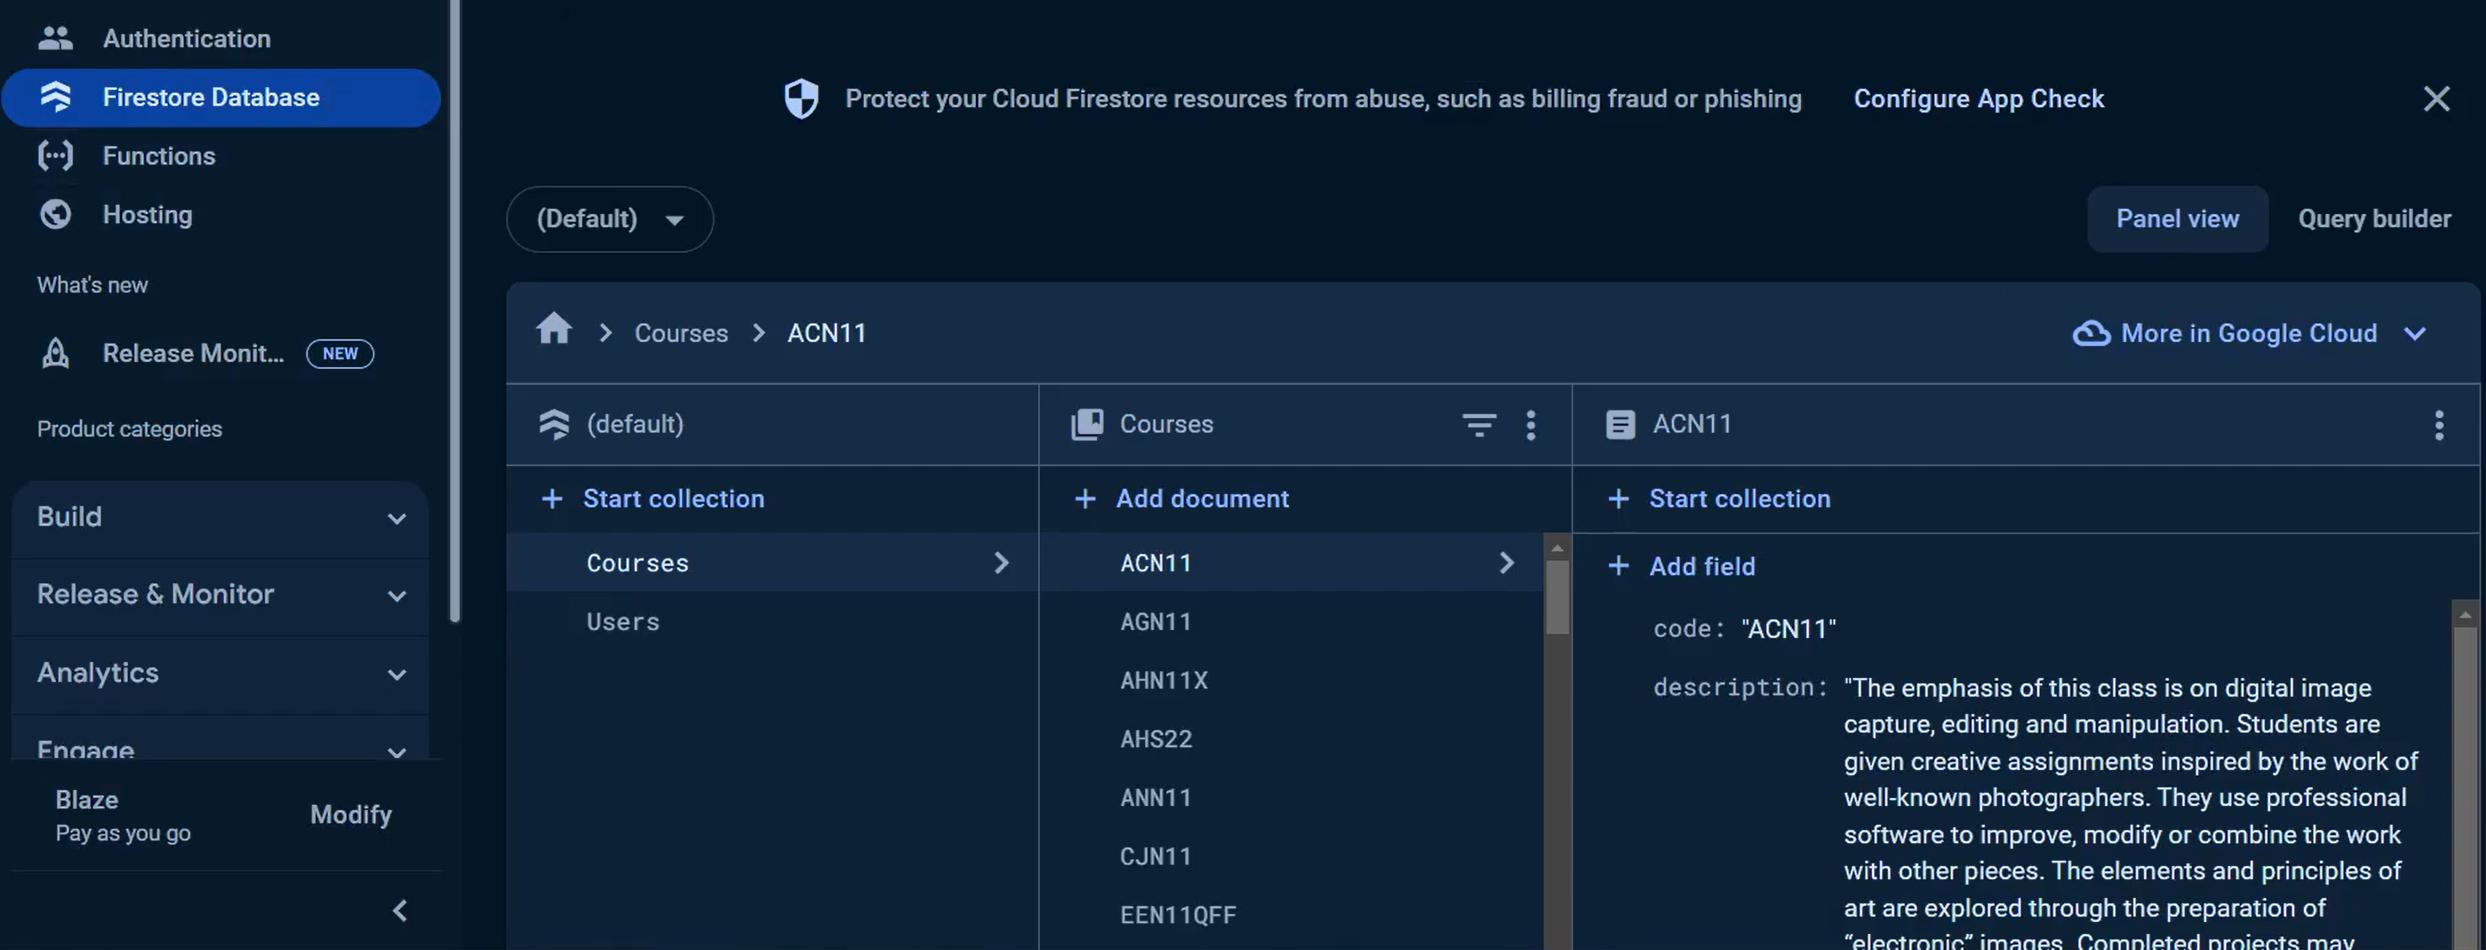 Authentication
Firestore Database
Functions
Hosting
What's new
Release Monit... NEW
Product categories
Build
Release & Monitor
Analytics
Engage
Blaze
Pay as you go
Modify
Protect your Cloud Firestore resources from abuse, such as billing fraud or phishing Configure App Check
(Default)
Panel view Query builder
Courses ACN11
More in Google Cloud
(default)
Start collection
Courses
Users
Courses
Add document
ACN11
AGN11
AHN11X
AHS22
ANN11
CJN11
EEN11QFF
ACN11
Start collection
Add field
code: "ACN11"
description: "The emphasis of this class is on digital image
capture, editing and manipulation. Students are
given creative assignments inspired by the work of
well-known photographers. They use professional
software to improve, modify or combine the work
with other pieces. The elements and principles of
art are explored through the preparation of
“electronic” images. Completed projects may